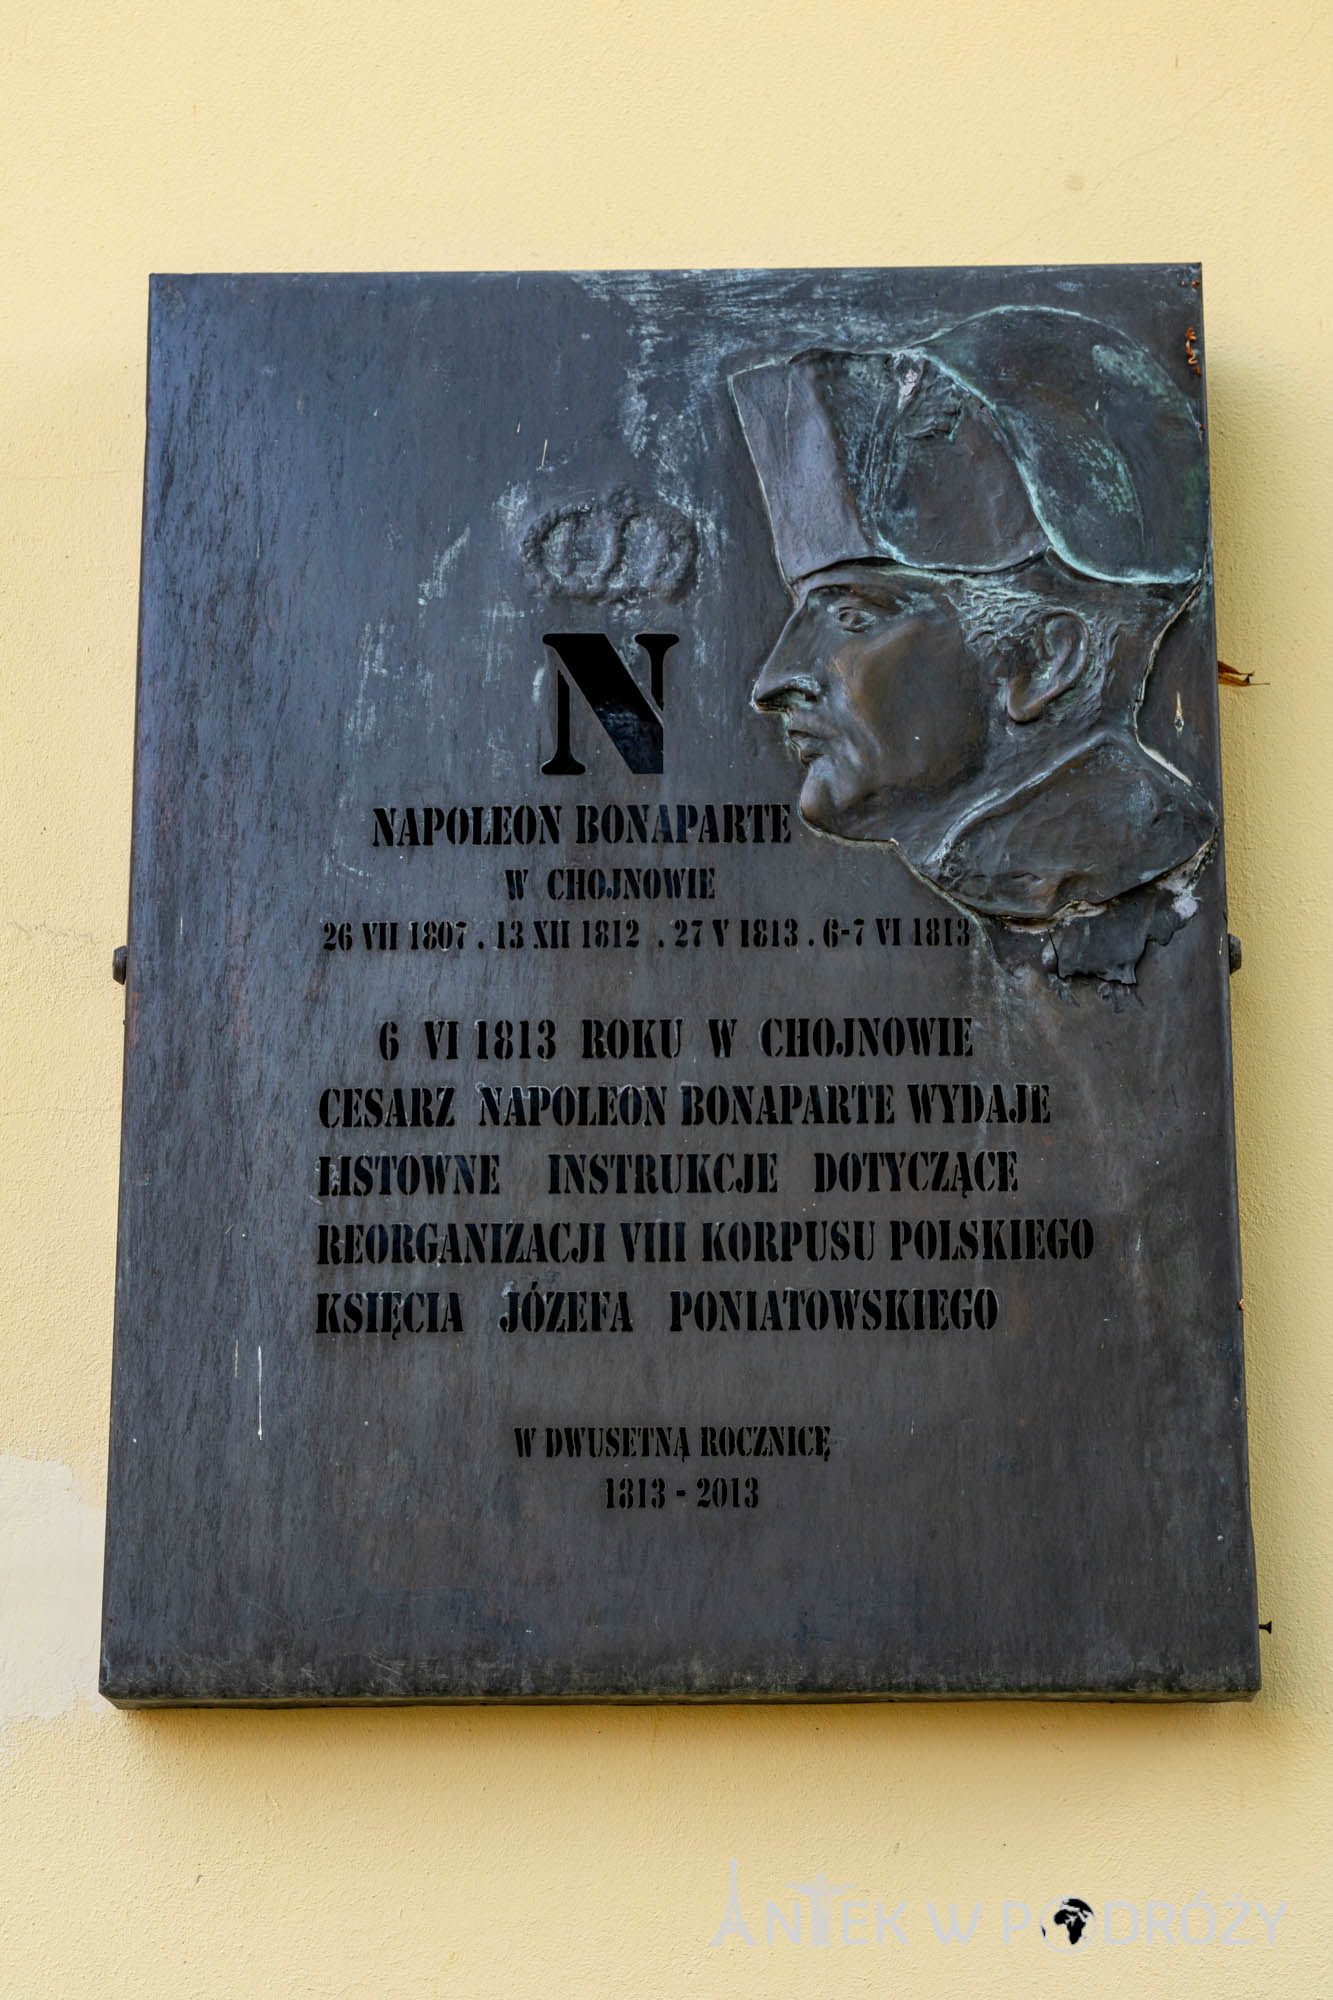 N
NAPOLEON BONAPARTE
W CHOJNOWIE
26 VII 1807 . 13 XII 1812 . 27 V 1813 . 6-7 VI 1813
6 VI 1813 ROKU W CHOJNOWIE
CESARZ NAPOLEON BONAPARTE WYDAJE
LISTOWNE INSTRUKCJE DOTYCZĄCE
REORGANIZACJI VIII KORPUSU POLSKIEGO
KSIĘCIA JÓZEFA PONIATOWSKIEGO
W DWUSETNĄ ROCZNICĘ
1813 - 2013
ANTEK W PODRÓŻY